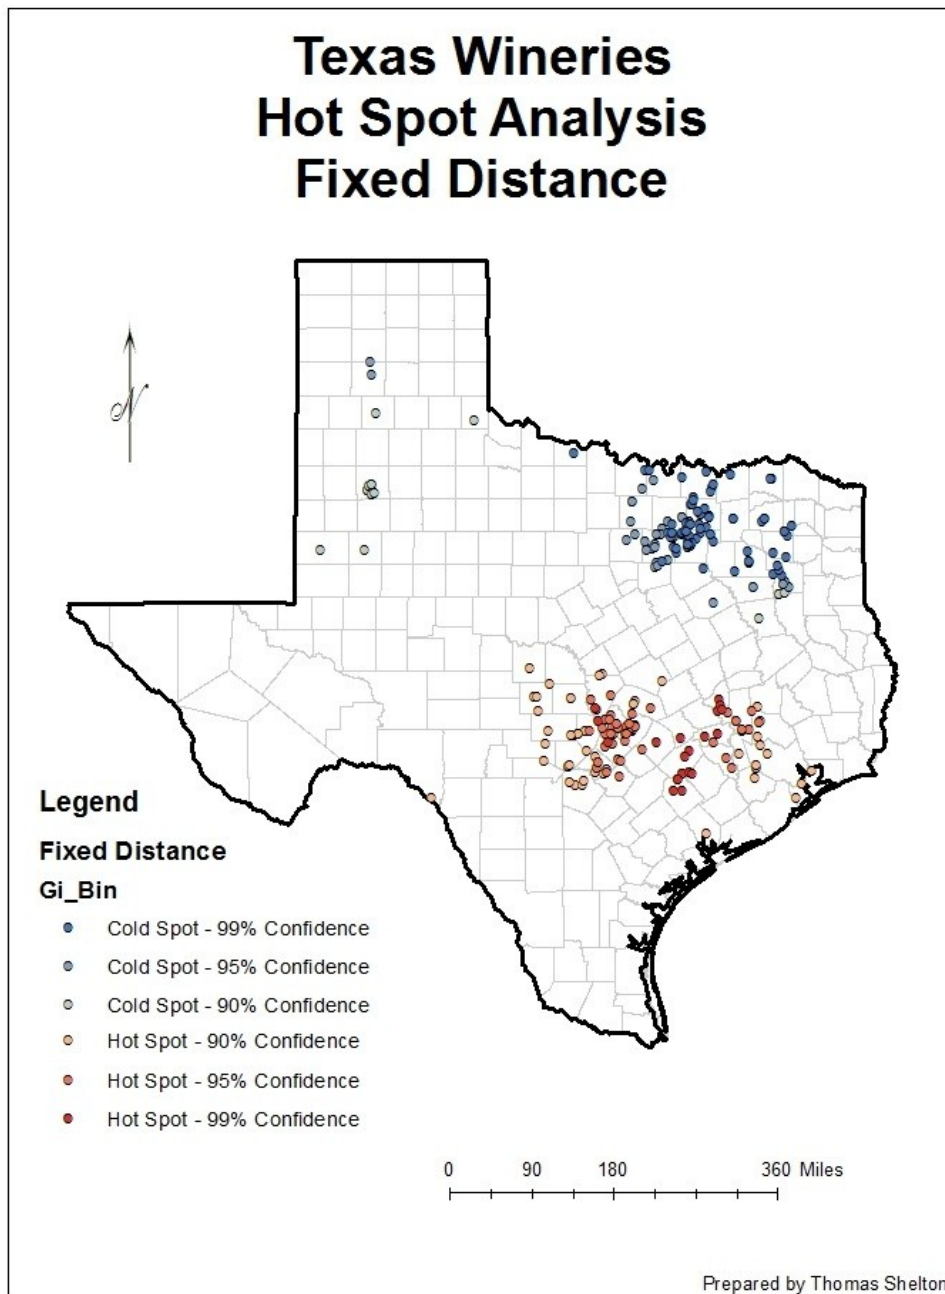 Texas Wineries
Hot Spot Analysis
Fixed Distance
N
Legend
Fixed Distance
Gi_Bin
Cold Spot - 99% Confidence
Cold Spot - 95% Confidence
Cold Spot - 90% Confidence
Hot Spot - 90% Confidence
Hot Spot - 95% Confidence
Hot Spot - 99% Confidence
0 90 180 360 Miles
Prepared by Thomas Shelton